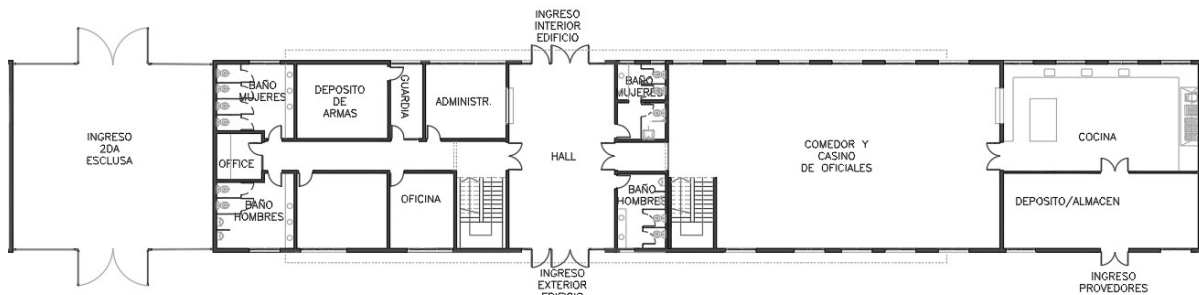 INGRESO
INTERIOR
EDIFICIO
INGRESO
2DA
ESCLUSA
BAÑO
MUJERES
DEPOSITO
DE
ARMAS
GUARDIA
ADMINISTR.
BAÑO
MUJERES
OFFICE
HALL
COMEDOR Y
CASINO
DE OFICIALES
COCINA
BAÑO
HOMBRES
OFICINA
BAÑO
HOMBRES
DEPOSITO/ALMACEN
INGRESO
EXTERIOR
EDIFICIO
INGRESO
PROVEDORES